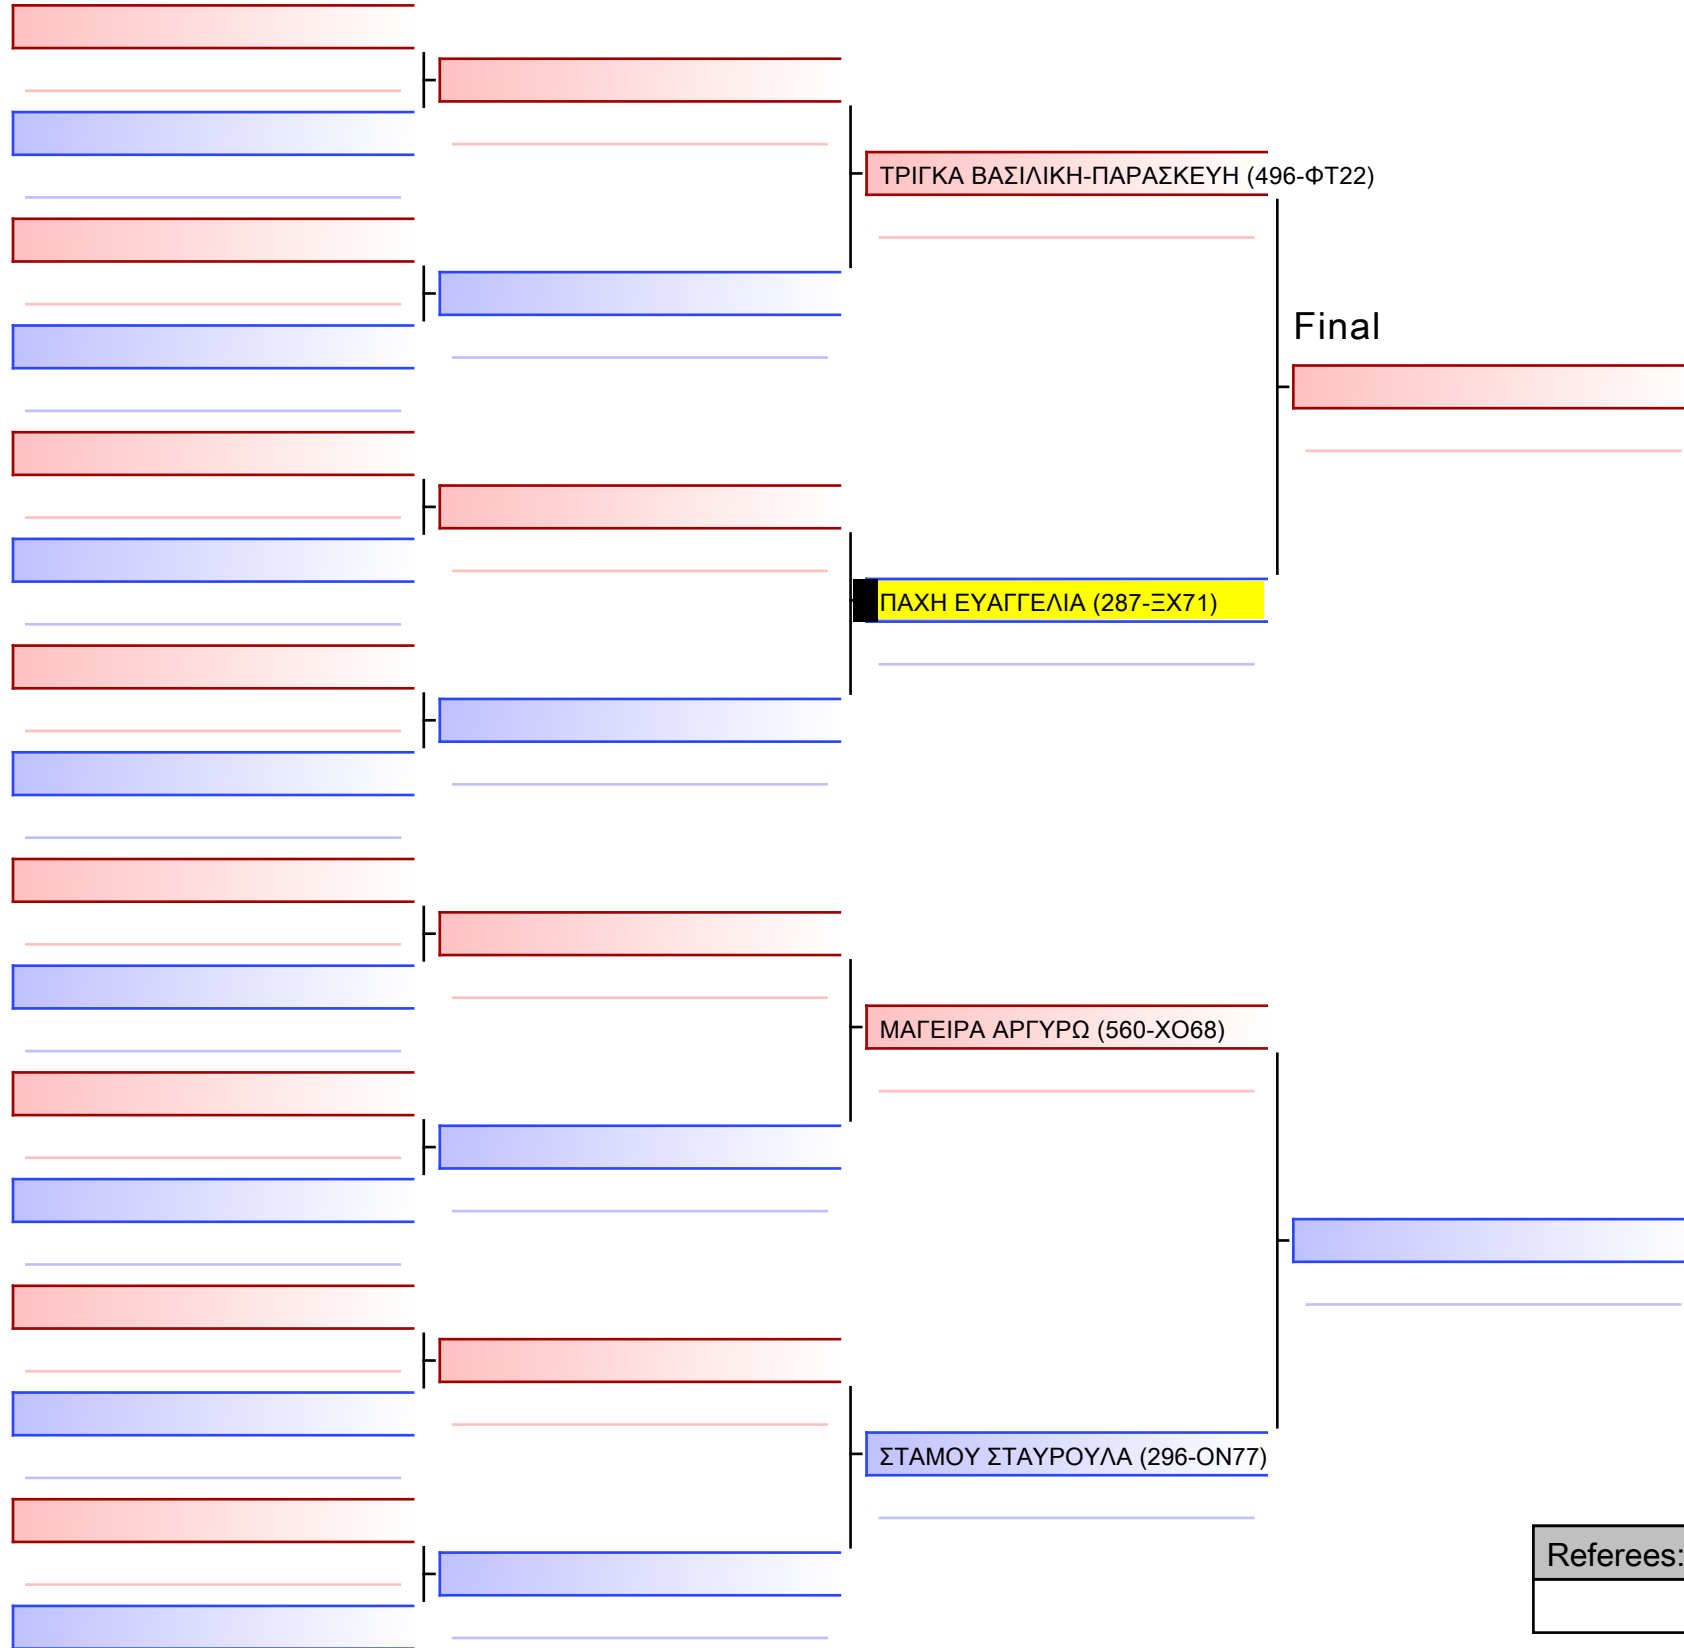 ΤΡΙΓΚΑ ΒΑΣΙΛΙΚΗ-ΠΑΡΑΣΚΕΥΗ (496-ΦΤ22)
Final
ΠΑΧΗ ΕΥΑΓΓΕΛΙΑ (287-ΞΧ71)
ΜΑΓΕΙΡΑ ΑΡΓΥΡΩ (560-ΧΟ68)
ΣΤΑΜΟΥ ΣΤΑΥΡΟΥΛΑ (296-ΟΝ77)
Referees: